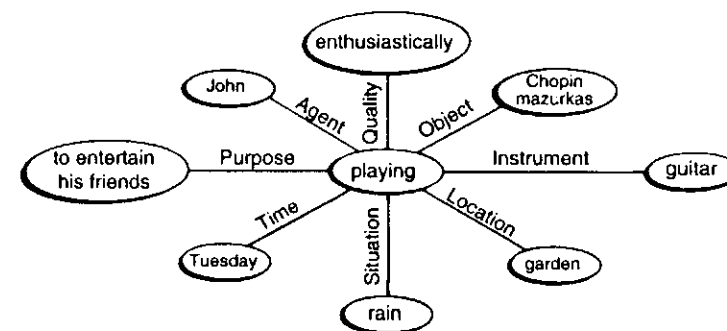 enthusiastically
John
Chopin
mazurkas
Agent
Quality
Object
to entertain
his friends
Purpose
playing
Instrument
guitar
Time
Situation
Location
Tuesday
garden
rain